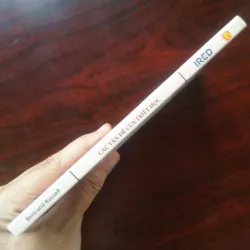 Bertrand Russell
CÁC VẤN ĐỀ CỦA TRIẾT HỌC
IRED